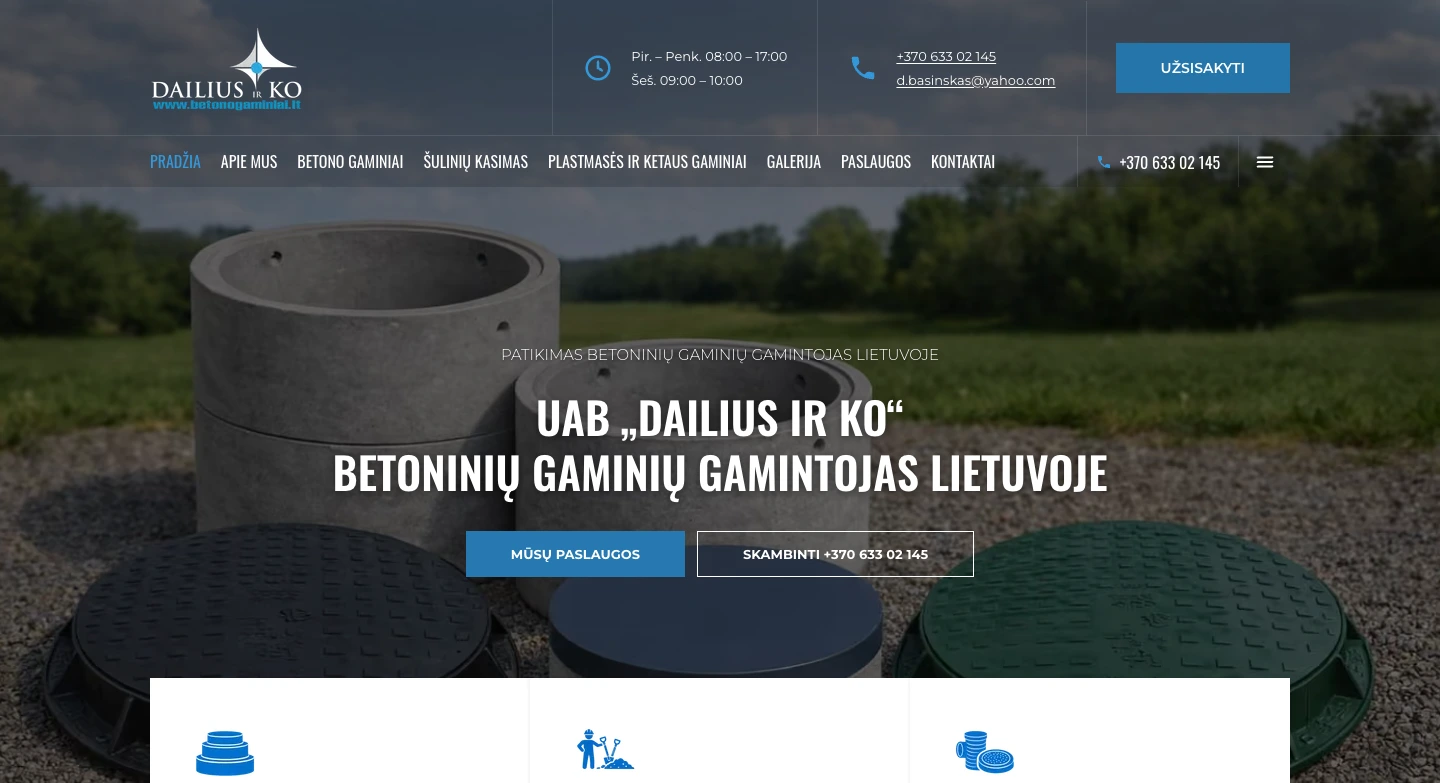 DAILIUS IR KO
www.betonogaminiai.lt
Pir. – Penk. 08:00 – 17:00
Šeš. 09:00 – 10:00
+370 633 02 145
d.basinskas@yahoo.com
UŽSISAKYTI
PRADŽIA APIE MUS BETONO GAMINIAI ŠULINIŲ KASIMAS PLASTMASĖS IR KETAUS GAMINIAI GALERIJA PASLAUGOS KONTAKTAI +370 633 02 145
PATIKIMAS BETONINIŲ GAMINIŲ GAMINTOJAS LIETUVOJE
UAB „DAILIUS IR KO“
BETONINIŲ GAMINIŲ GAMINTOJAS LIETUVOJE
MŪSŲ PASLAUGOS SKAMBINTI +370 633 02 145